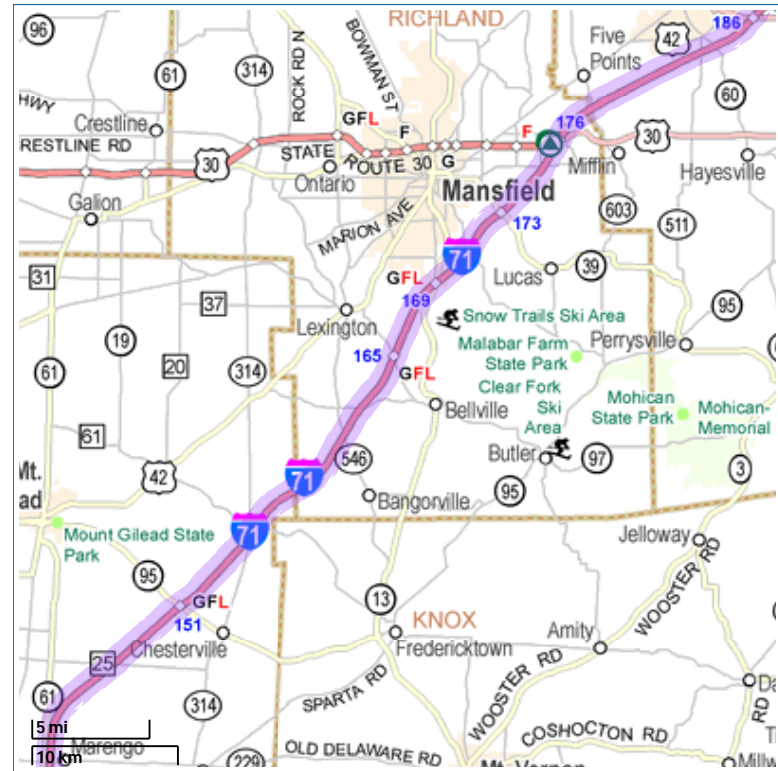 RICHLAND
96
186
42
Five
Points
61
314
ROCK RD N
BOWMAN ST
GFL
60
HWY
Crestline
F
F
176
RESTLINE RD
STATE
ROUTE 30
G
30
30
Mifflin
Hayesville
Ontario
Mansfield
Galion
603
511
173
MARION AVE
71
31
GFL
Lucas
39
37
169
95
Snow Trails Ski Area
Lexington
19
Malabar Farm
State Park
Perrysville
165
61
20
314
GFL
Clear Fork
Ski
Area
Mohican
State Park
Mohican-
Memorial
Bellville
61
546
Butler
97
3
Mt.
ad
42
71
95
Bangorville
Mount Gilead State
Park
71
Jelloway
95
GFL
13
WOOSTER RD
151
KNOX
Chesterville
Fredericktown
Amity
25
61
314
SPARTA RD
WOOSTER RD
Da
RD
5 mi
COSHOCTON RD
Marengo
10 km
229
OLD DELAWARE RD
Mt. Vernon
Millw